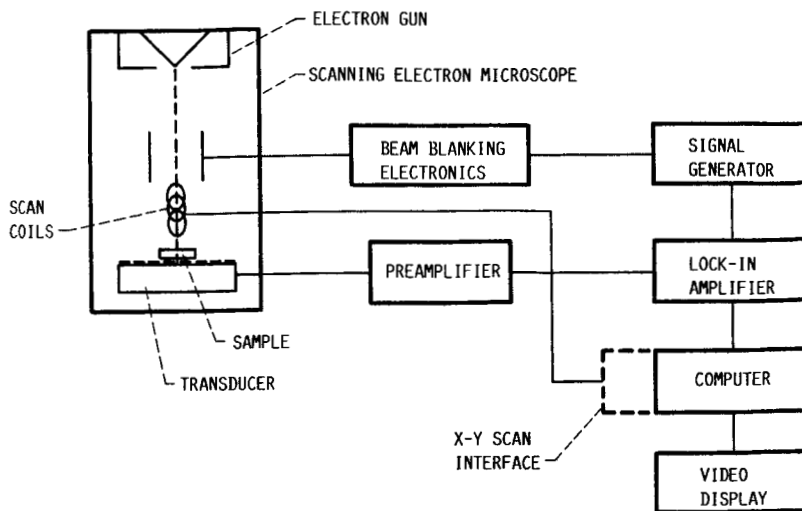 ELECTRON GUN
SCANNING ELECTRON MICROSCOPE
BEAM BLANKING
ELECTRONICS
SIGNAL
GENERATOR
SCAN
COILS
PREAMPLIFIER
LOCK-IN
AMPLIFIER
SAMPLE
TRANSDUCER
COMPUTER
X-Y SCAN
INTERFACE
VIDEO
DISPLAY